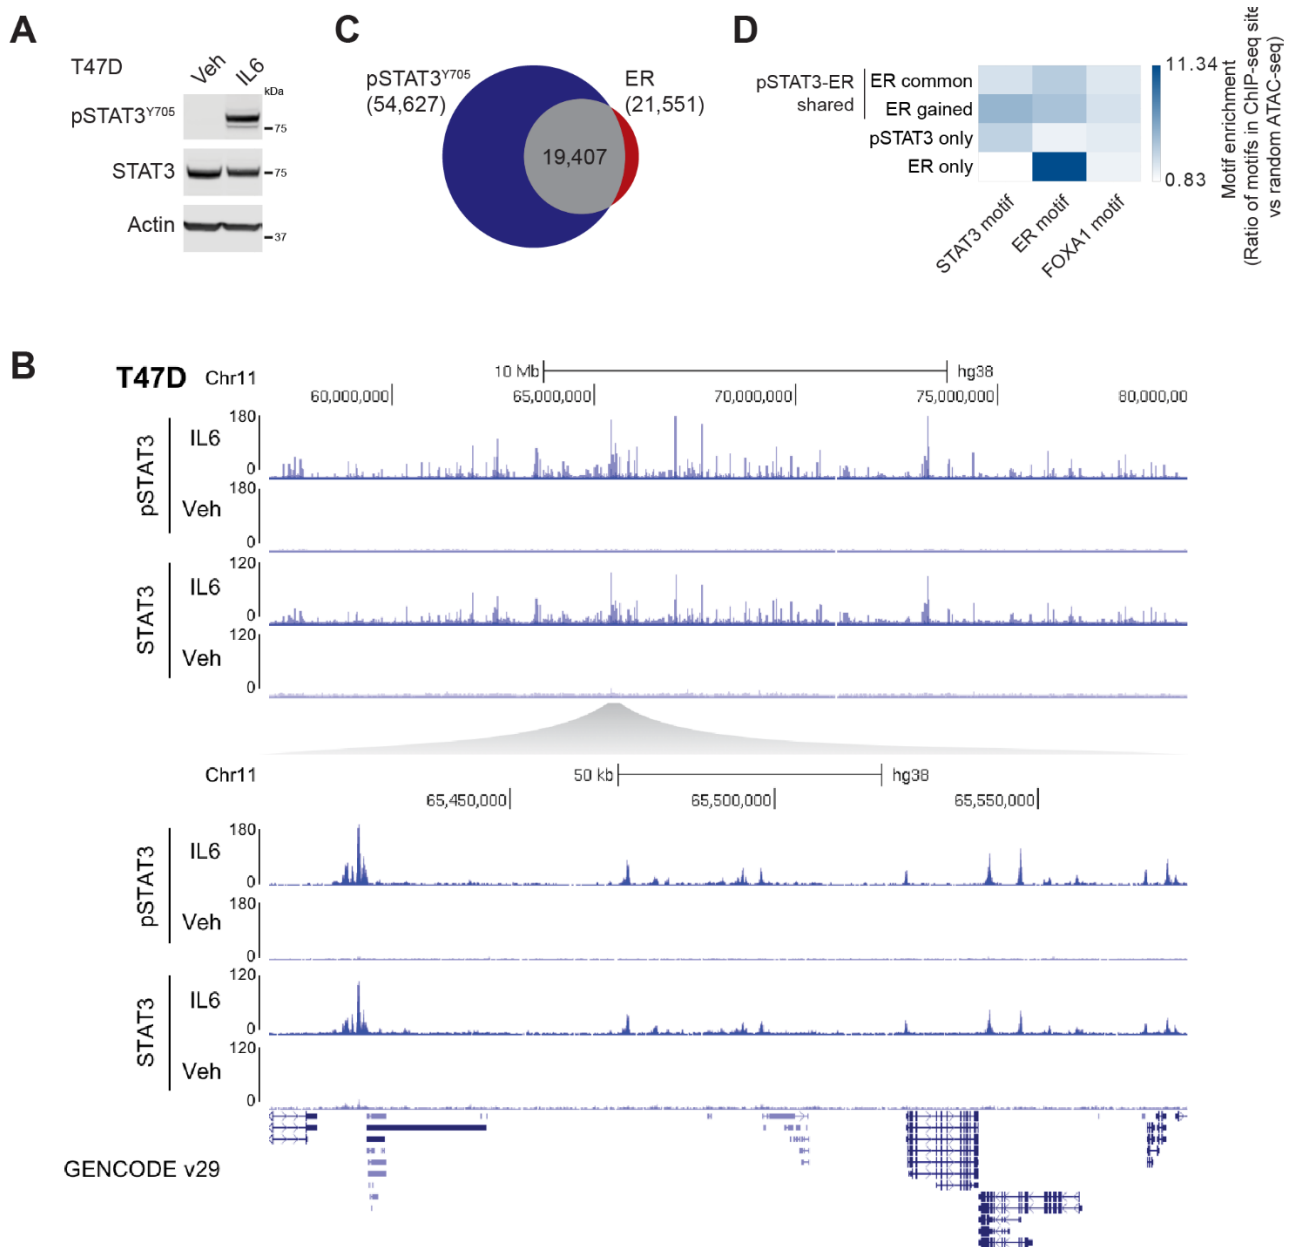 A
T47D
Veh
IL6
kDa
pSTAT3Y705
75
STAT3
75
Actin
37
C
pSTAT3Y705
(54,627)
ER
(21,551)
19,407
D
pSTAT3-ER
shared
ER common
ER gained
pSTAT3 only
ER only
STAT3 motif
ER motif
FOXA1 motif
11.34
0.83
Motif enrichment
(Ratio of motifs in ChIP-seq site
vs random ATAC-seq)
B
T47D
Chr11
10 Mb
hg38
60,000,000
65,000,000
70,000,000
75,000,000
80,000,00
pSTAT3
IL6
180
0
Veh
180
0
STAT3
IL6
120
0
Veh
120
0
Chr11
50 kb
hg38
65,450,000
65,500,000
65,550,000
pSTAT3
IL6
180
0
Veh
180
0
STAT3
IL6
120
0
Veh
120
0
GENCODE v29